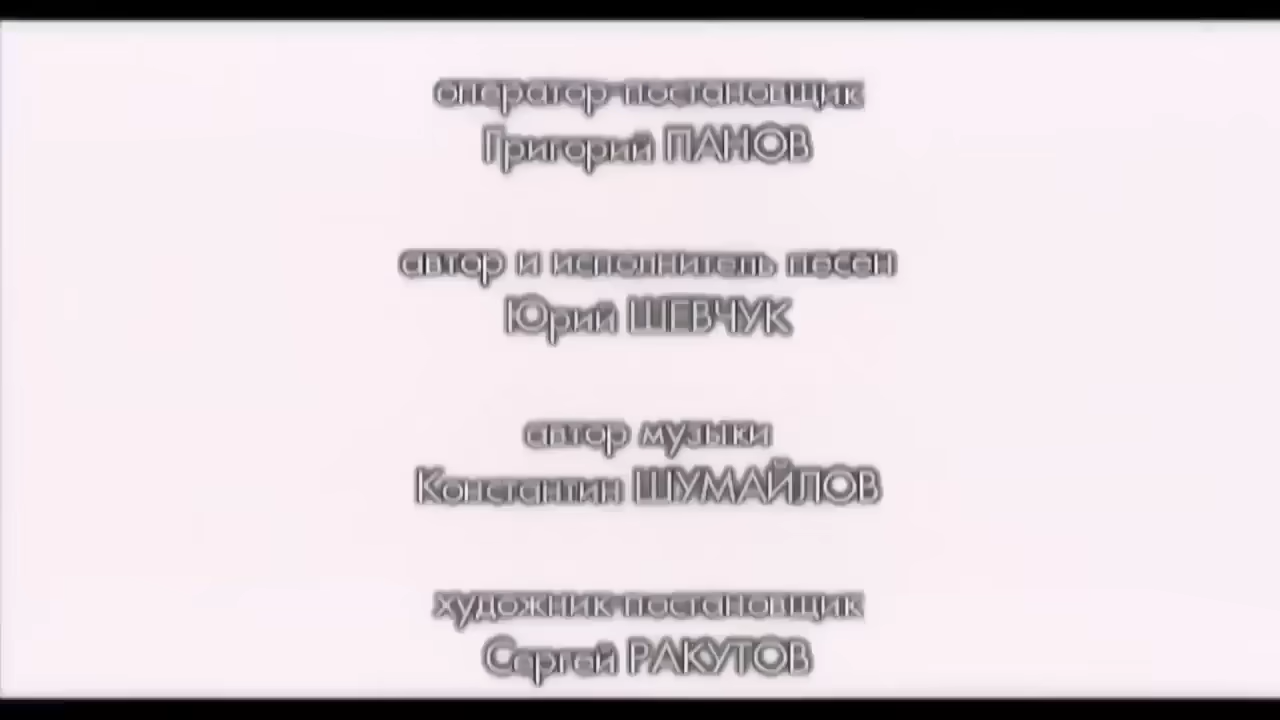 оператор-постановщик
Григорий ПАНОВ
автор и исполнитель песен
Юрий ШЕВЧУК
автор музыки
Константин ШУМАЙЛОВ
художник-постановщик
Сергей РАКУТОВ